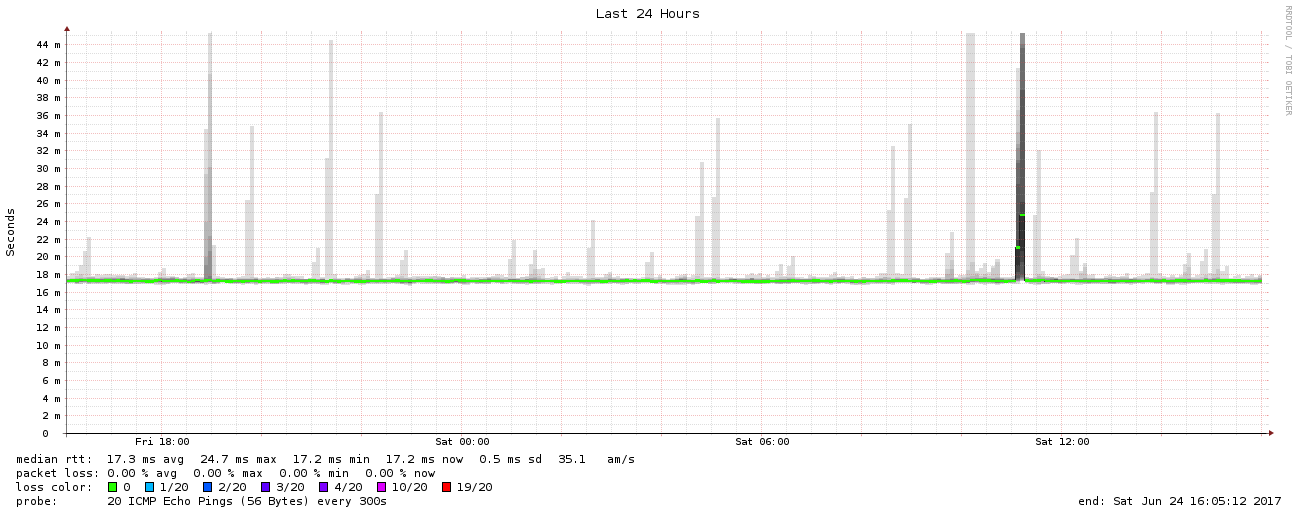 Last 24 Hours
RRDTOOL / TOBI OETIKER
Seconds
44 m
42 m
40 m
38 m
36 m
34 m
32 m
30 m
28 m
26 m
24 m
22 m
20 m
18 m
16 m
14 m
12 m
10 m
8 m
6 m
4 m
2 m
0
Fri 18:00 Sat 00:00 Sat 06:00 Sat 12:00
median rtt: 17.3 ms avg 24.7 ms max 17.2 ms min 17.2 ms now 0.5 ms sd 35.1 am/s
packet loss: 0.00 % avg 0.00 % max 0.00 % min 0.00 % now
loss color: 0 1/20 2/20 3/20 4/20 10/20 19/20
probe: 20 ICMP Echo Pings (56 Bytes) every 300s end: Sat Jun 24 16:05:12 2017